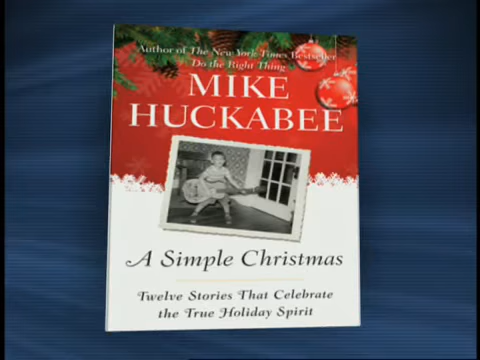 Author of The New York Times Bestseller
Do the Right Thing
MIKE
HUCKABEE
A Simple Christmas
Twelve Stories That Celebrate
the True Holiday Spirit